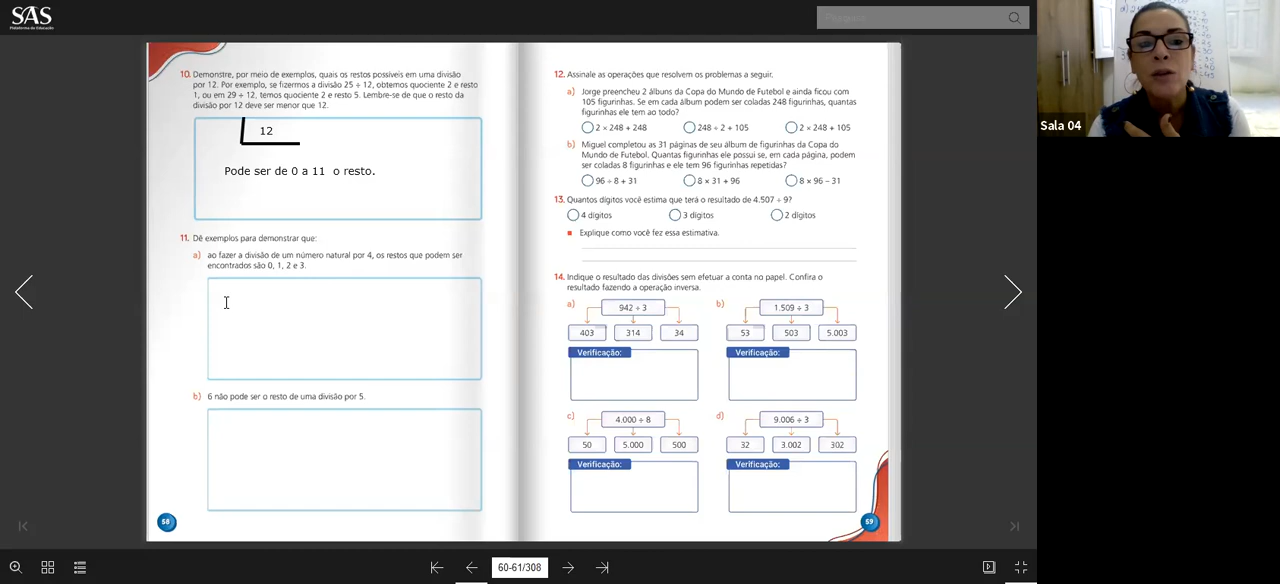 SAS
Plataforma de Educação
Pesquisa
10. Demonstre, por meio de exemplos, quais os restos possíveis em uma divisão
por 12. Por exemplo, se fizermos a divisão 25 ÷ 12, obtemos quociente 2 e resto
1, ou em 29 ÷ 12, temos quociente 2 e resto 5. Lembre-se de que o resto da
divisão por 12 deve ser menor que 12.
12
Pode ser de 0 a 11 o resto.
11. Dê exemplos para demonstrar que:
a) ao fazer a divisão de um número natural por 4, os restos que podem ser
encontrados são 0, 1, 2 e 3.
b) 6 não pode ser o resto de uma divisão por 5.
58
12. Assinale as operações que resolvem os problemas a seguir.
a) Jorge preencheu 2 álbuns da Copa do Mundo de Futebol e ainda ficou com
105 figurinhas. Se em cada álbum podem ser coladas 248 figurinhas, quantas
figurinhas ele tem ao todo?
2 × 248 + 248 248 ÷ 2 + 105 2 × 248 + 105
b) Miguel completou as 31 páginas de seu álbum de figurinhas da Copa do
Mundo de Futebol. Quantas figurinhas ele possui se, em cada página, podem
ser coladas 8 figurinhas e ele tem 96 figurinhas repetidas?
96 ÷ 8 + 31 8 × 31 + 96 8 × 96 – 31
13. Quantos dígitos você estima que terá o resultado de 4.507 ÷ 9?
4 dígitos 3 dígitos 2 dígitos
Explique como você fez essa estimativa.
14. Indique o resultado das divisões sem efetuar a conta no papel. Confira o
resultado fazendo a operação inversa.
a) 942 ÷ 3
403 314 34
Verificação:
b) 1.509 ÷ 3
53 503 5.003
Verificação:
c) 4.000 ÷ 8
50 5.000 500
Verificação:
d) 9.006 ÷ 3
32 3.002 302
Verificação:
59
60-61/308
Sala 04